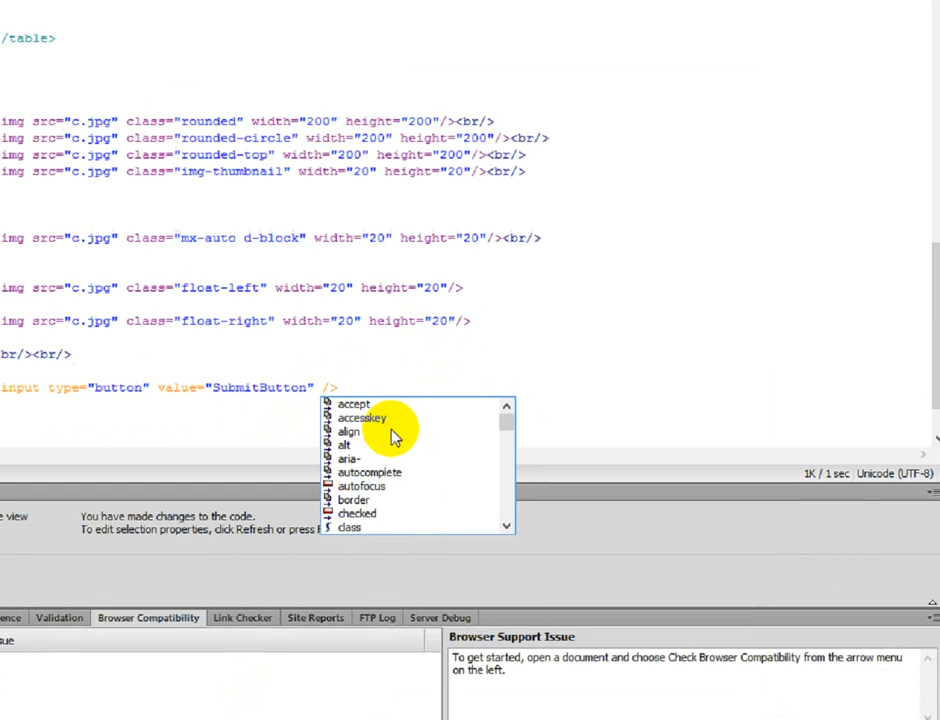 /table>
img src="c.jpg" class="rounded" width="200" height="200"/><br/>
img src="c.jpg" class="rounded-circle" width="200" height="200"/><br/>
img src="c.jpg" class="rounded-top" width="200" height="200"/><br/>
img src="c.jpg" class="img-thumbnail" width="20" height="20"/><br/>
img src="c.jpg" class="mx-auto d-block" width="20" height="20"/><br/>
img src="c.jpg" class="float-left" width="20" height="20"/>
img src="c.jpg" class="float-right" width="20" height="20"/>
br/><br/>
input type="button" value="SubmitButton" />
accept
accesskey
align
alt
aria-
autocomplete
autofocus
border
checked
class
1K / 1 sec Unicode (UTF-8)
e view You have made changes to the code.
To edit selection properties, click Refresh or press
ence Validation Browser Compatibility Link Checker Site Reports FTP Log Server Debug
sue
Browser Support Issue
To get started, open a document and choose Check Browser Compatibility from the arrow menu
on the left.